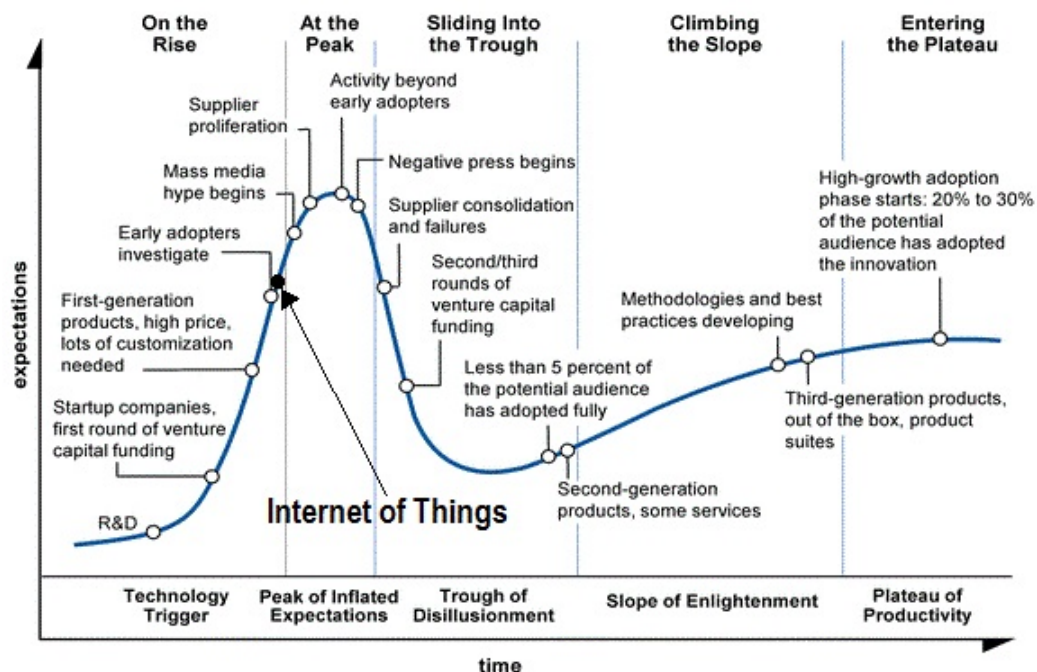 On the
Rise
At the
Peak
Sliding Into
the Trough
Climbing
the Slope
Entering
the Plateau
Activity beyond
early adopters
Supplier
proliferation
Negative press begins
Mass media
hype begins
High-growth adoption
phase starts: 20% to 30%
of the potential
audience has adopted
the innovation
Supplier consolidation
and failures
Early adopters
investigate
Second/third
rounds of
venture capital
funding
First-generation
products, high price,
lots of customization
needed
Methodologies and best
practices developing
Less than 5 percent of
the potential audience
has adopted fully
Third-generation products,
out of the box, product
suites
Startup companies,
first round of venture
capital funding
Second-generation
products, some services
Internet of Things
R&D
expectations
Technology
Trigger
Peak of Inflated
Expectations
Trough of
Disillusionment
Slope of Enlightenment
Plateau of
Productivity
time